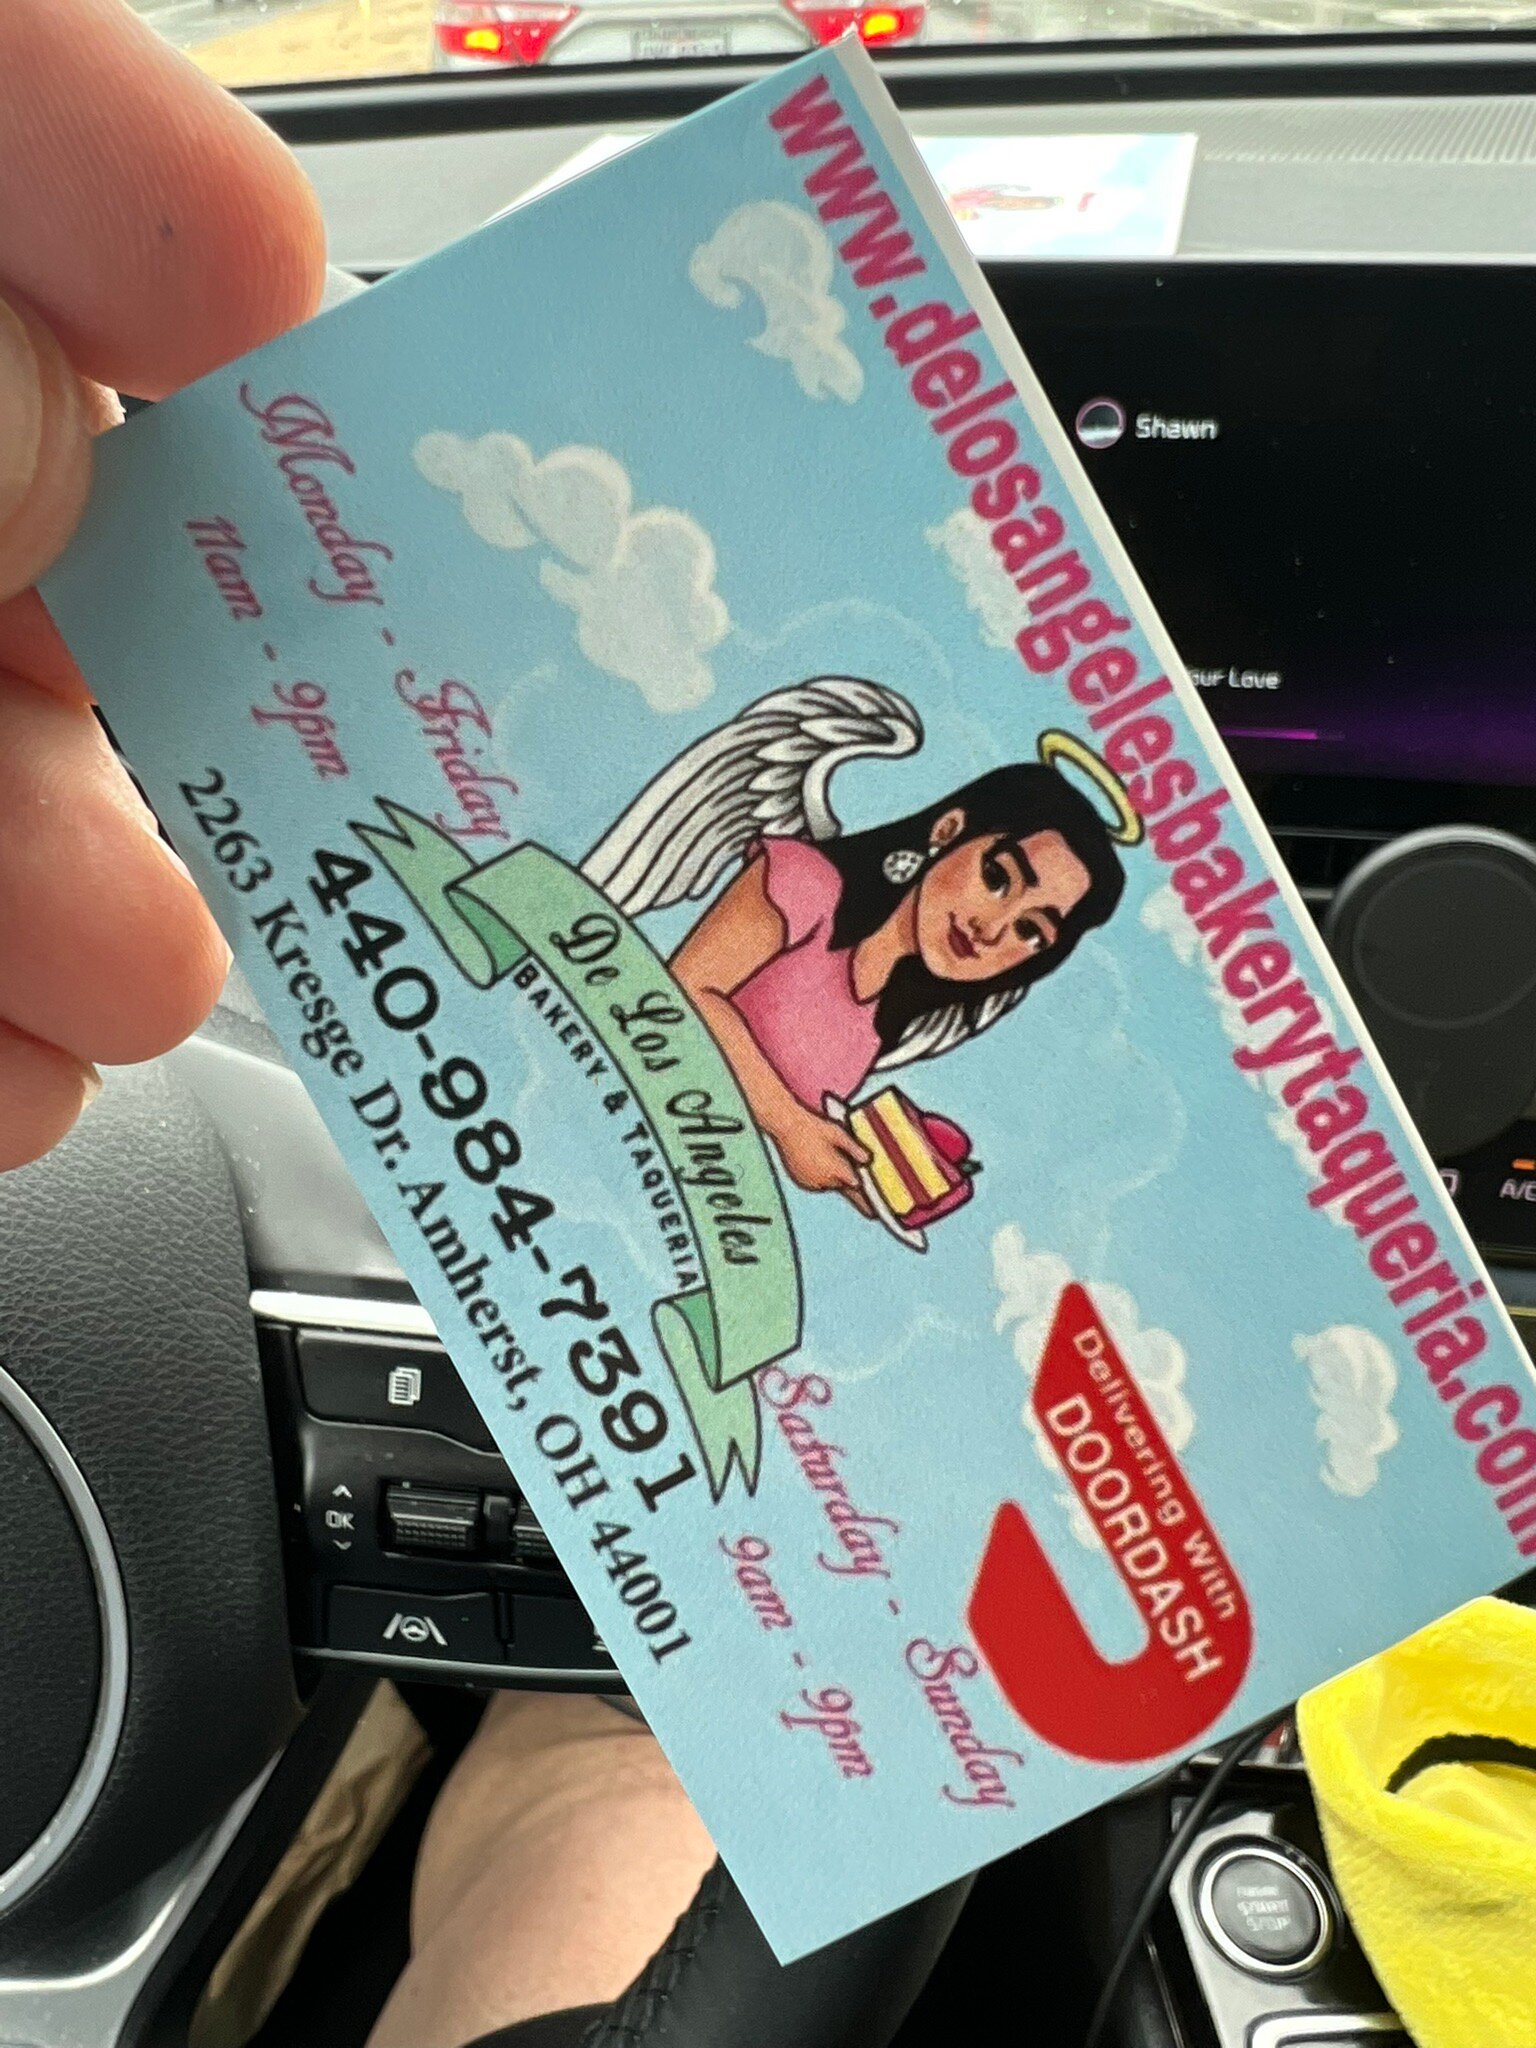 www.delosangelesbakerytaqueria.com
De Los Angeles
BAKERY & TAQUERIA
Monday - Friday
11am - 9pm
Saturday - Sunday
9am - 9pm
440-984-7391
2263 Kresge Dr. Amherst, OH 44001
Delivering With
DOORDASH
Shawn
our Love
OK
A/C
START
STOP